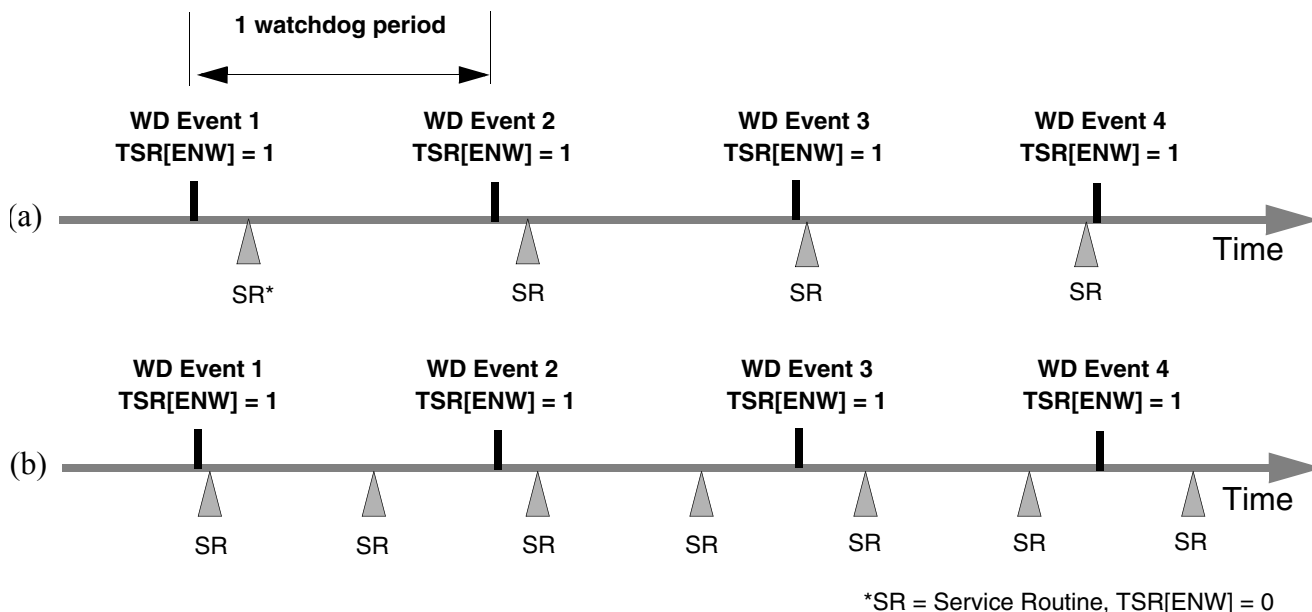 1 watchdog period
WD Event 1 WD Event 2 WD Event 3 WD Event 4
TSR[ENW] = 1 TSR[ENW] = 1 TSR[ENW] = 1 TSR[ENW] = 1
(a)
Time
SR* SR SR SR
WD Event 1 WD Event 2 WD Event 3 WD Event 4
TSR[ENW] = 1 TSR[ENW] = 1 TSR[ENW] = 1 TSR[ENW] = 1
(b)
Time
SR SR SR SR SR SR SR
*SR = Service Routine, TSR[ENW] = 0